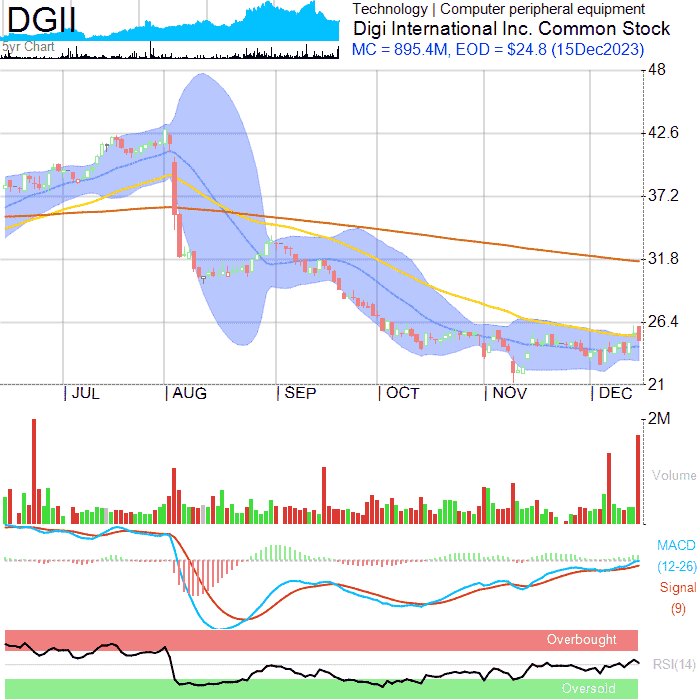 DGII
5yr Chart
Technology | Computer peripheral equipment
Digi International Inc. Common Stock
MC = 895.4M, EOD = $24.8 (15Dec2023)
48
42.6
37.2
31.8
26.4
21
JUL AUG SEP OCT NOV DEC
2M
Volume
MACD
(12-26)
Signal
(9)
Overbought
RSI(14)
Oversold